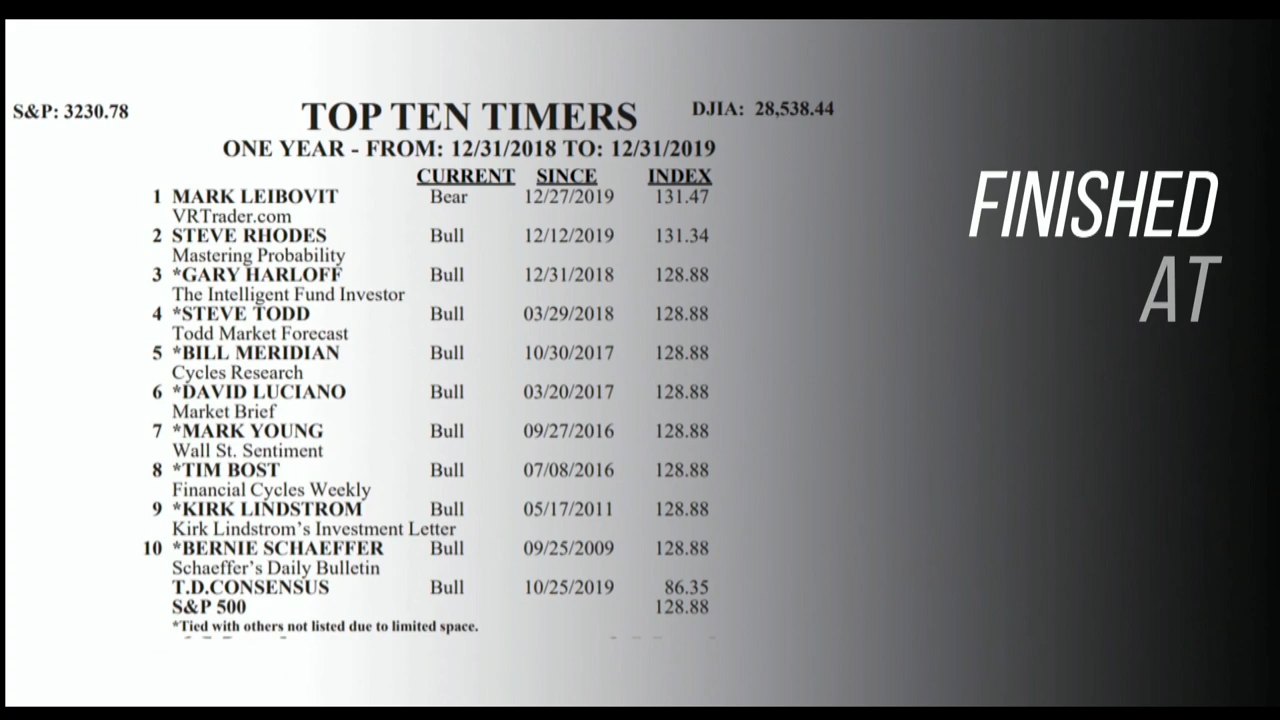 S&P: 3230.78
TOP TEN TIMERS
DJIA: 28,538.44
ONE YEAR - FROM: 12/31/2018 TO: 12/31/2019
CURRENT SINCE INDEX
1 MARK LEIBOVIT Bear 12/27/2019 131.47
VRTrader.com
2 STEVE RHODES Bull 12/12/2019 131.34
Mastering Probability
3 *GARY HARLOFF Bull 12/31/2018 128.88
The Intelligent Fund Investor
4 *STEVE TODD Bull 03/29/2018 128.88
Todd Market Forecast
5 *BILL MERIDIAN Bull 10/30/2017 128.88
Cycles Research
6 *DAVID LUCIANO Bull 03/20/2017 128.88
Market Brief
7 *MARK YOUNG Bull 09/27/2016 128.88
Wall St. Sentiment
8 *TIM BOST Bull 07/08/2016 128.88
Financial Cycles Weekly
9 *KIRK LINDSTROM Bull 05/17/2011 128.88
Kirk Lindstrom's Investment Letter
10 *BERNIE SCHAEFFER Bull 09/25/2009 128.88
Schaeffer's Daily Bulletin
T.D.CONSENSUS Bull 10/25/2019 86.35
S&P 500 128.88
*Tied with others not listed due to limited space.
FINISHED
AT